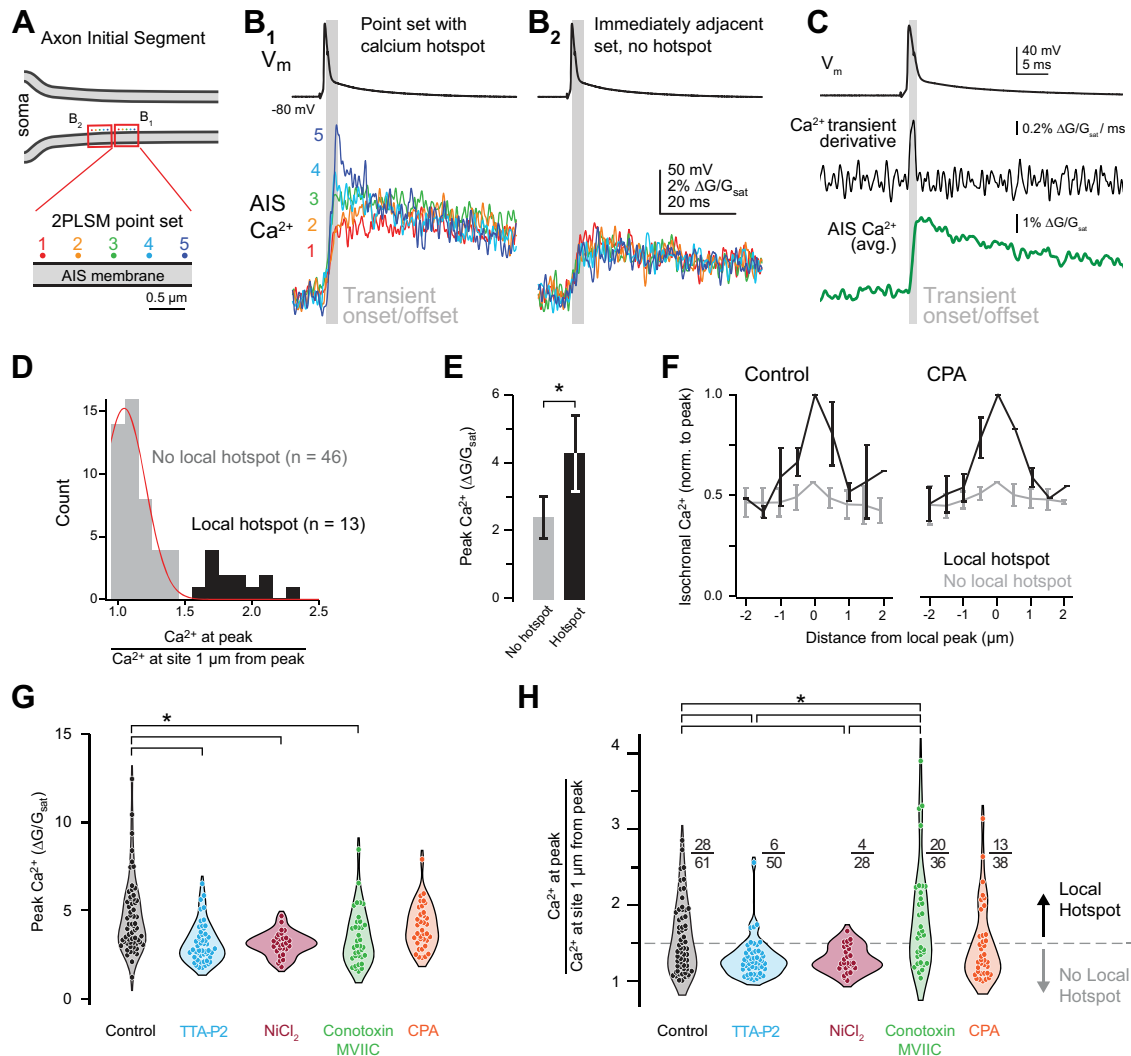 A
Axon Initial Segment
soma
B2
B1
2PLSM point set
1 2 3 4 5
AIS membrane
0.5 µm
B1
Point set with
calcium hotspot
Vm
-80 mV
5
4
3
2
1
AIS
Ca2+
Transient
onset/offset
B2
Immediately adjacent
set, no hotspot
50 mV
2% ΔG/Gsat
20 ms
C
Vm
40 mV
5 ms
Ca2+ transient
derivative
0.2% ΔG/Gsat/ ms
AIS Ca2+
(avg.)
1% ΔG/Gsat
Transient
onset/offset
D
Count
15
10
5
0
No local hotspot (n = 46)
Local hotspot (n = 13)
1.0 1.5 2.0 2.5
Ca2+ at peak
Ca2+ at site 1 µm from peak
E
Peak Ca2+ (ΔG/Gsat)
6
4
2
0
*
No hotspot
Hotspot
F
Control
CPA
Isochronal Ca2+ (norm. to peak)
1.0
0.5
0.0
Local hotspot
No local hotspot
-2 -1 0 1 2
-2 -1 0 1 2
Distance from local peak (µm)
G
Peak Ca2+ (ΔG/Gsat)
15
10
5
0
*
Control
TTA-P2
NiCl2
Conotoxin
MVIIC
CPA
H
Ca2+ at peak
Ca2+ at site 1 µm from peak
4
3
2
1
*
28
61
6
50
4
28
20
36
13
38
Local
Hotspot
No Local
Hotspot
Control
TTA-P2
NiCl2
Conotoxin
MVIIC
CPA